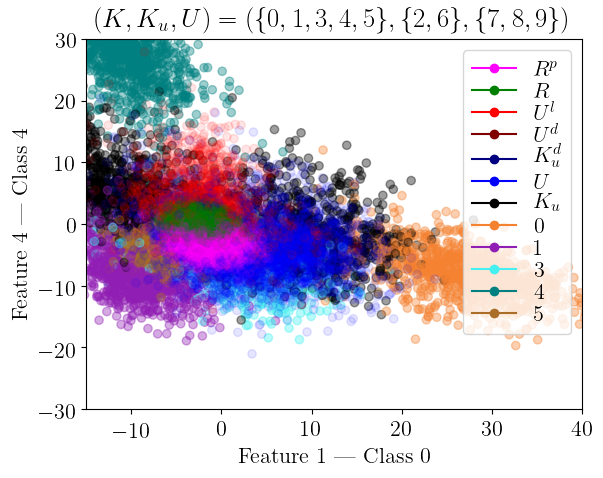 (K, K_u, U) = ({0, 1, 3, 4, 5}, {2, 6}, {7, 8, 9})
30
20
10
0
−10
−20
−30
Feature 4 — Class 4
R^p
R
U^l
U^d
K_u^d
U
K_u
0
1
3
4
5
−10
0
10
20
30
40
Feature 1 — Class 0